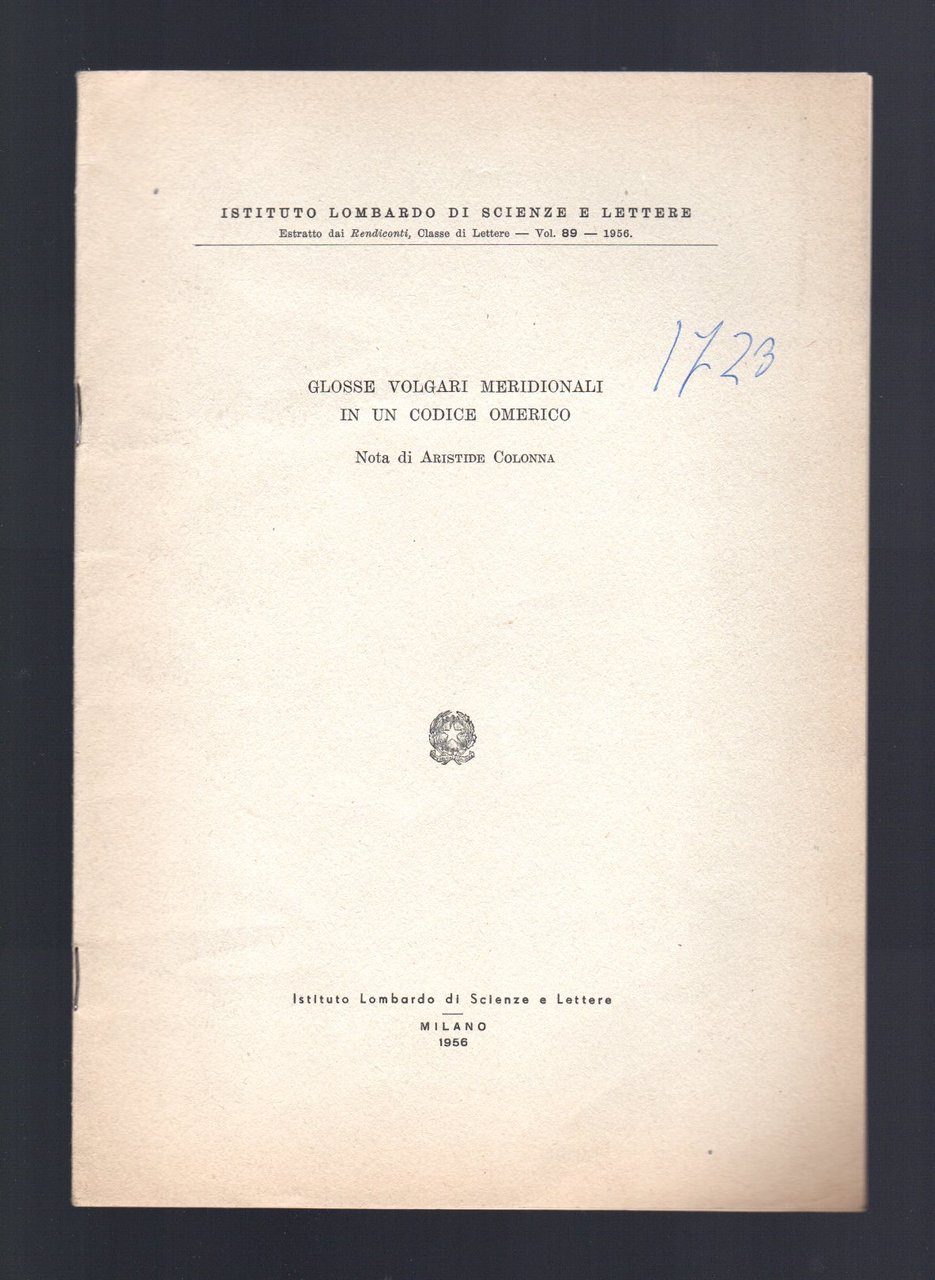 ISTITUTO LOMBARDO DI SCIENZE E LETTERE
Estratto dai Rendiconti, Classe di Lettere — Vol. 89 — 1956.
1723
GLOSSE VOLGARI MERIDIONALI
IN UN CODICE OMERICO
Nota di ARISTIDE COLONNA
Istituto Lombardo di Scienze e Lettere
MILANO
1956